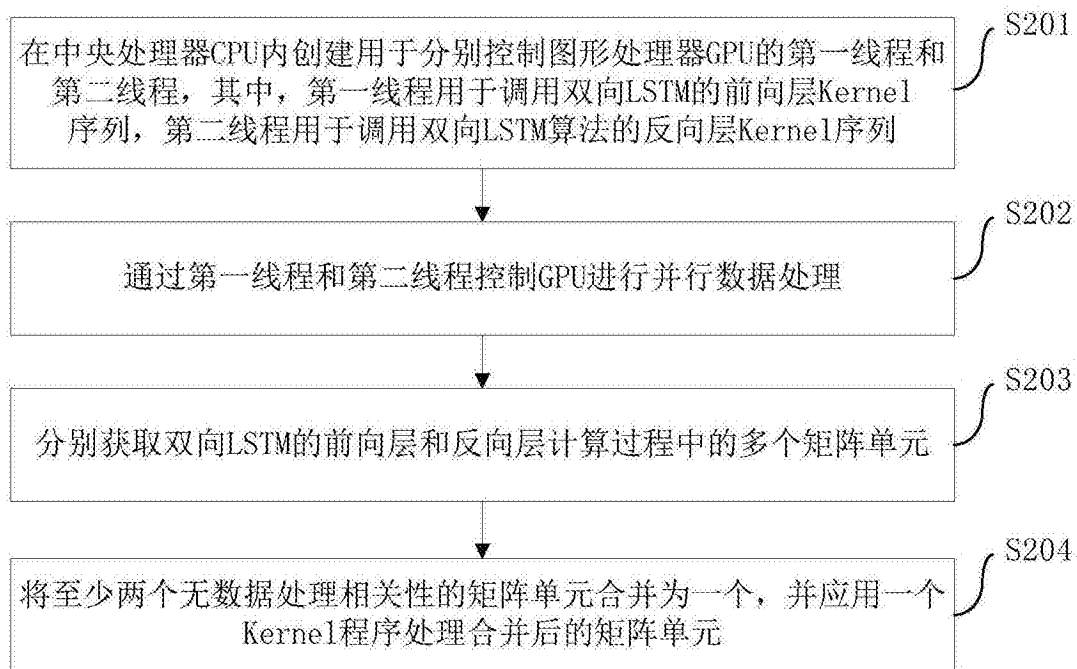 在中央处理器CPU内创建用于分别控制图形处理器GPU的第一线程和
第二线程，其中，第一线程用于调用双向LSTM的前向层Kernel
序列，第二线程用于调用双向LSTM算法的反向层Kernel序列
S201
通过第一线程和第二线程控制GPU进行并行数据处理
S202
分别获取双向LSTM的前向层和反向层计算过程中的多个矩阵单元
S203
将至少两个无数据处理相关性的矩阵单元合并为一个，并应用一个
Kernel程序处理合并后的矩阵单元
S204